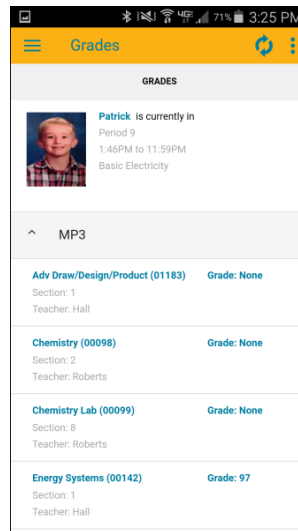 4G 71% 3:25 PM
Grades
GRADES
Patrick is currently in
Period 9
1:46PM to 11:59PM
Basic Electricity
MP3
Adv Draw/Design/Product (01183) Grade: None
Section: 1
Teacher: Hall
Chemistry (00098) Grade: None
Section: 2
Teacher: Roberts
Chemistry Lab (00099) Grade: None
Section: 8
Teacher: Roberts
Energy Systems (00142) Grade: 97
Section: 1
Teacher: Hall